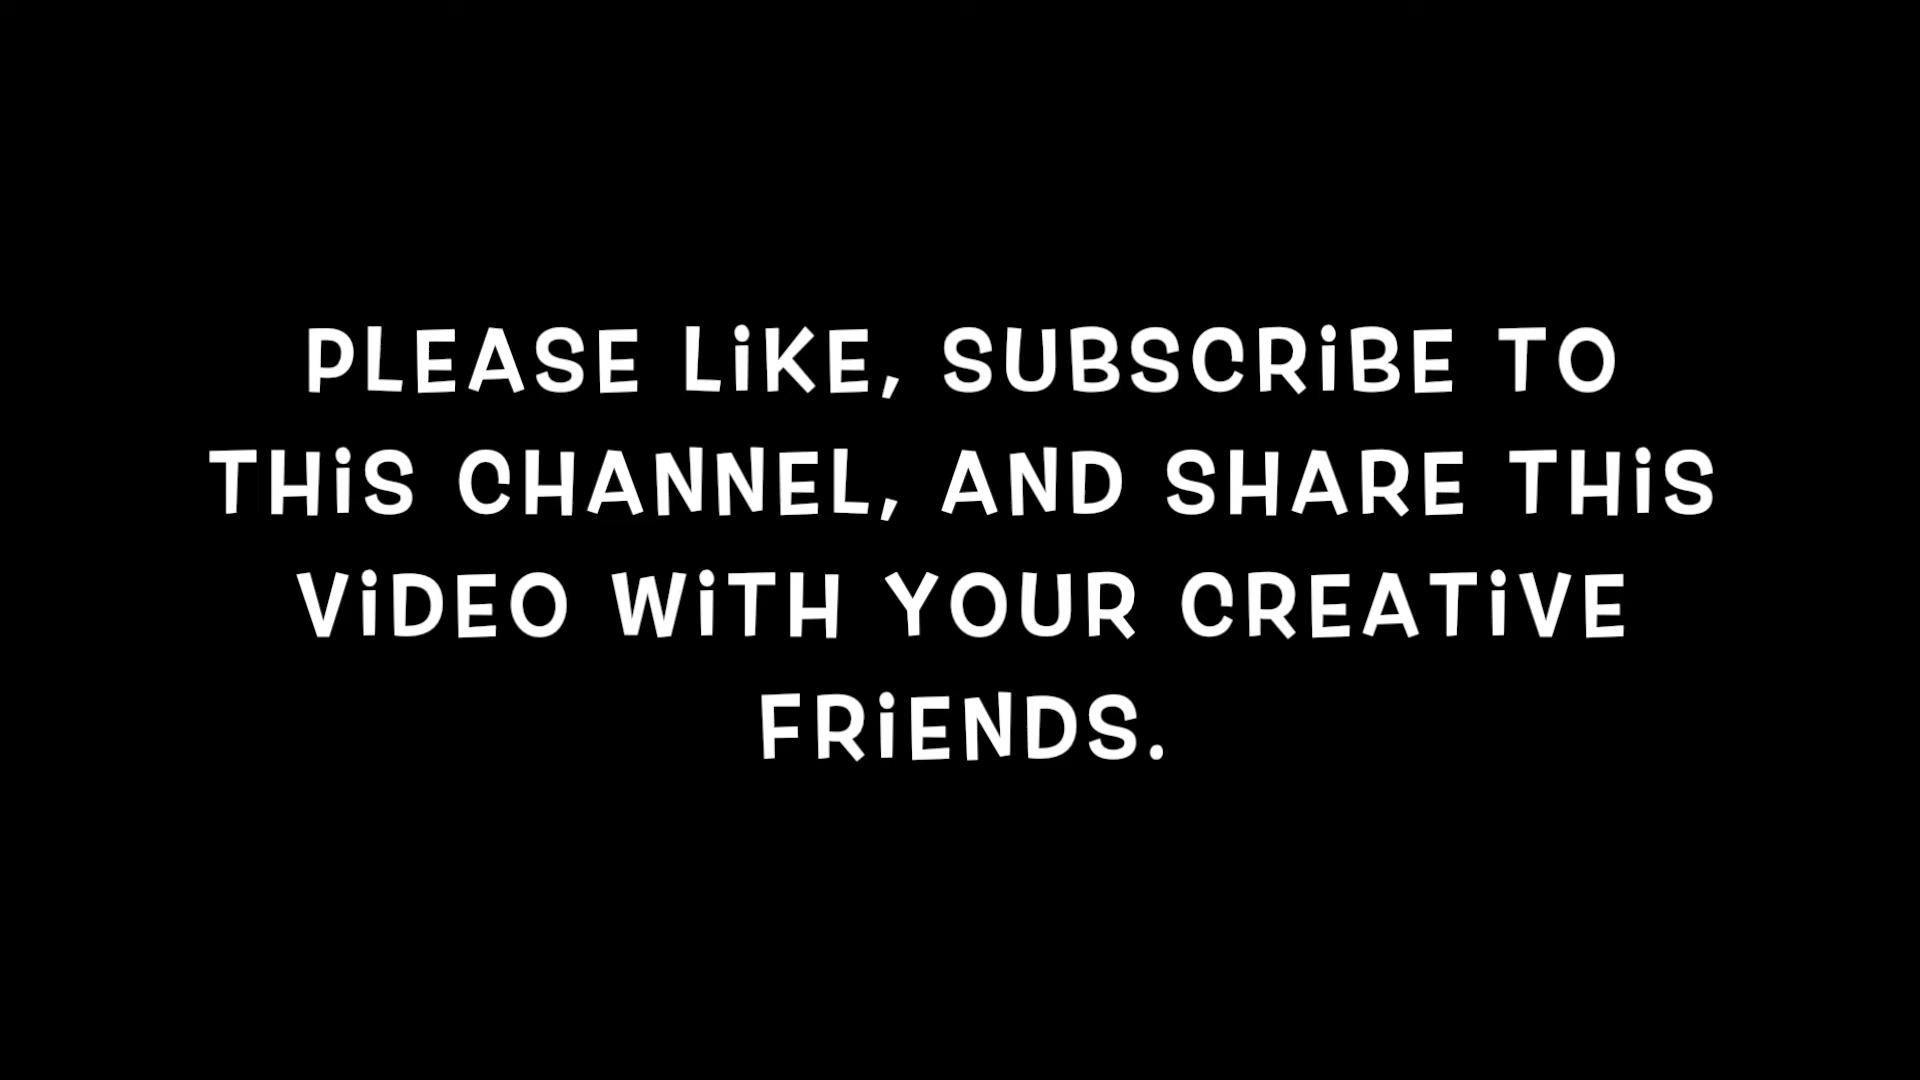 PLEASE LiKE, SUBSCRiBE TO
THiS CHANNEL, AND SHARE THiS
ViDEO WiTH YOUR CREATiVE
FRiENDS.